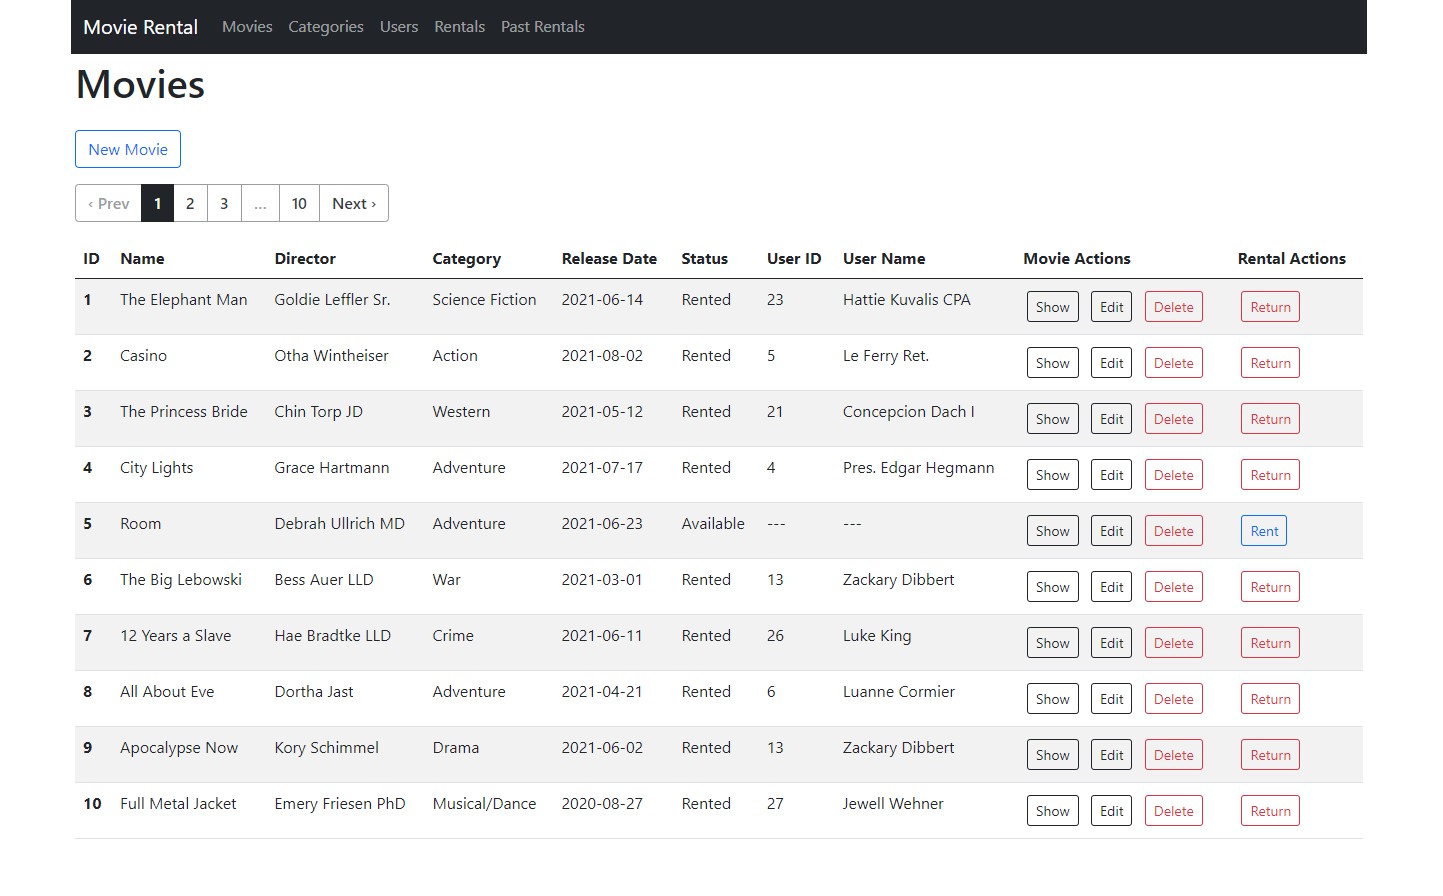 Movie Rental Movies Categories Users Rentals Past Rentals
Movies
New Movie
‹ Prev 1 2 3 ... 10 Next ›
ID Name Director Category Release Date Status User ID User Name Movie Actions Rental Actions
1 The Elephant Man Goldie Leffler Sr. Science Fiction 2021-06-14 Rented 23 Hattie Kuvalis CPA Show Edit Delete Return
2 Casino Otha Wintheiser Action 2021-08-02 Rented 5 Le Ferry Ret. Show Edit Delete Return
3 The Princess Bride Chin Torp JD Western 2021-05-12 Rented 21 Concepcion Dach I Show Edit Delete Return
4 City Lights Grace Hartmann Adventure 2021-07-17 Rented 4 Pres. Edgar Hegmann Show Edit Delete Return
5 Room Debrah Ullrich MD Adventure 2021-06-23 Available --- --- Show Edit Delete Rent
6 The Big Lebowski Bess Auer LLD War 2021-03-01 Rented 13 Zackary Dibbert Show Edit Delete Return
7 12 Years a Slave Hae Bradtke LLD Crime 2021-06-11 Rented 26 Luke King Show Edit Delete Return
8 All About Eve Dortha Jast Adventure 2021-04-21 Rented 6 Luanne Cormier Show Edit Delete Return
9 Apocalypse Now Kory Schimmel Drama 2021-06-02 Rented 13 Zackary Dibbert Show Edit Delete Return
10 Full Metal Jacket Emery Friesen PhD Musical/Dance 2020-08-27 Rented 27 Jewell Wehner Show Edit Delete Return